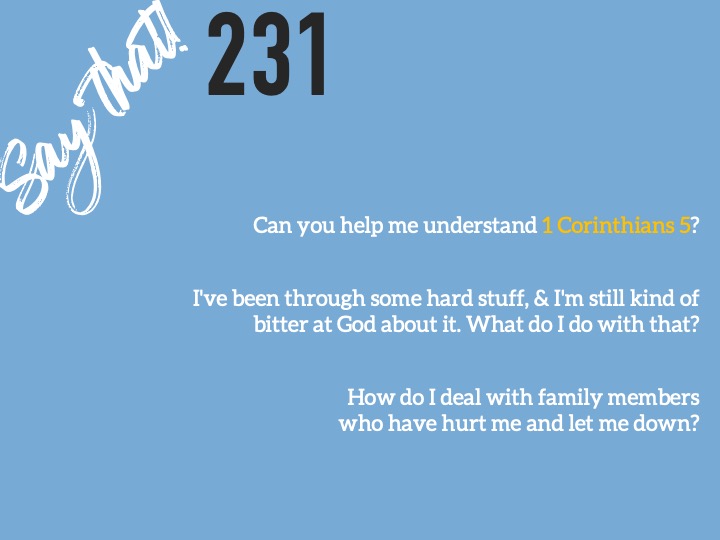 Say that!
231
Can you help me understand 1 Corinthians 5?
I've been through some hard stuff, & I'm still kind of
bitter at God about it. What do I do with that?
How do I deal with family members
who have hurt me and let me down?